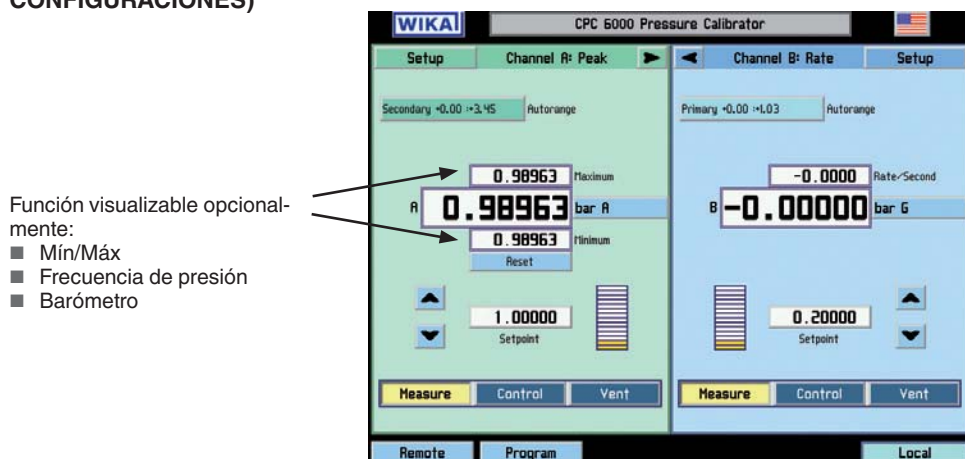 CONFIGURACIONES)
WIKA
CPC 6000 Pressure Calibrator
Setup
Channel A: Peak
Channel B: Rate
Setup
Secondary +0.00 :+3.45
Autorange
Primary +0.00 :+1.03
Autorange
Función visualizable opcional-
mente:
■ Mín/Máx
■ Frecuencia de presión
■ Barómetro
0.98963 Maximum
A 0.98963 bar A
0.98963 Minimum
Reset
1.00000
Setpoint
-0.0000 Rate/Second
B -0.00000 bar G
0.20000
Setpoint
Measure Control Vent
Measure Control Vent
Remote Program Local